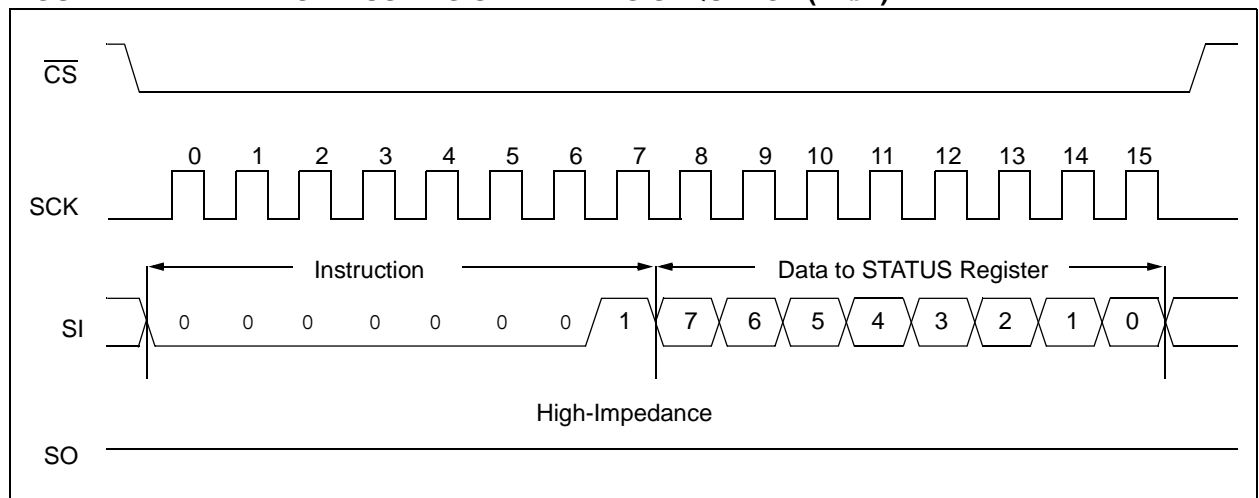 CS
0 1 2 3 4 5 6 7 8 9 10 11 12 13 14 15
SCK
Instruction Data to STATUS Register
SI 0 0 0 0 0 0 0 1 7 6 5 4 3 2 1 0
High-Impedance
SO